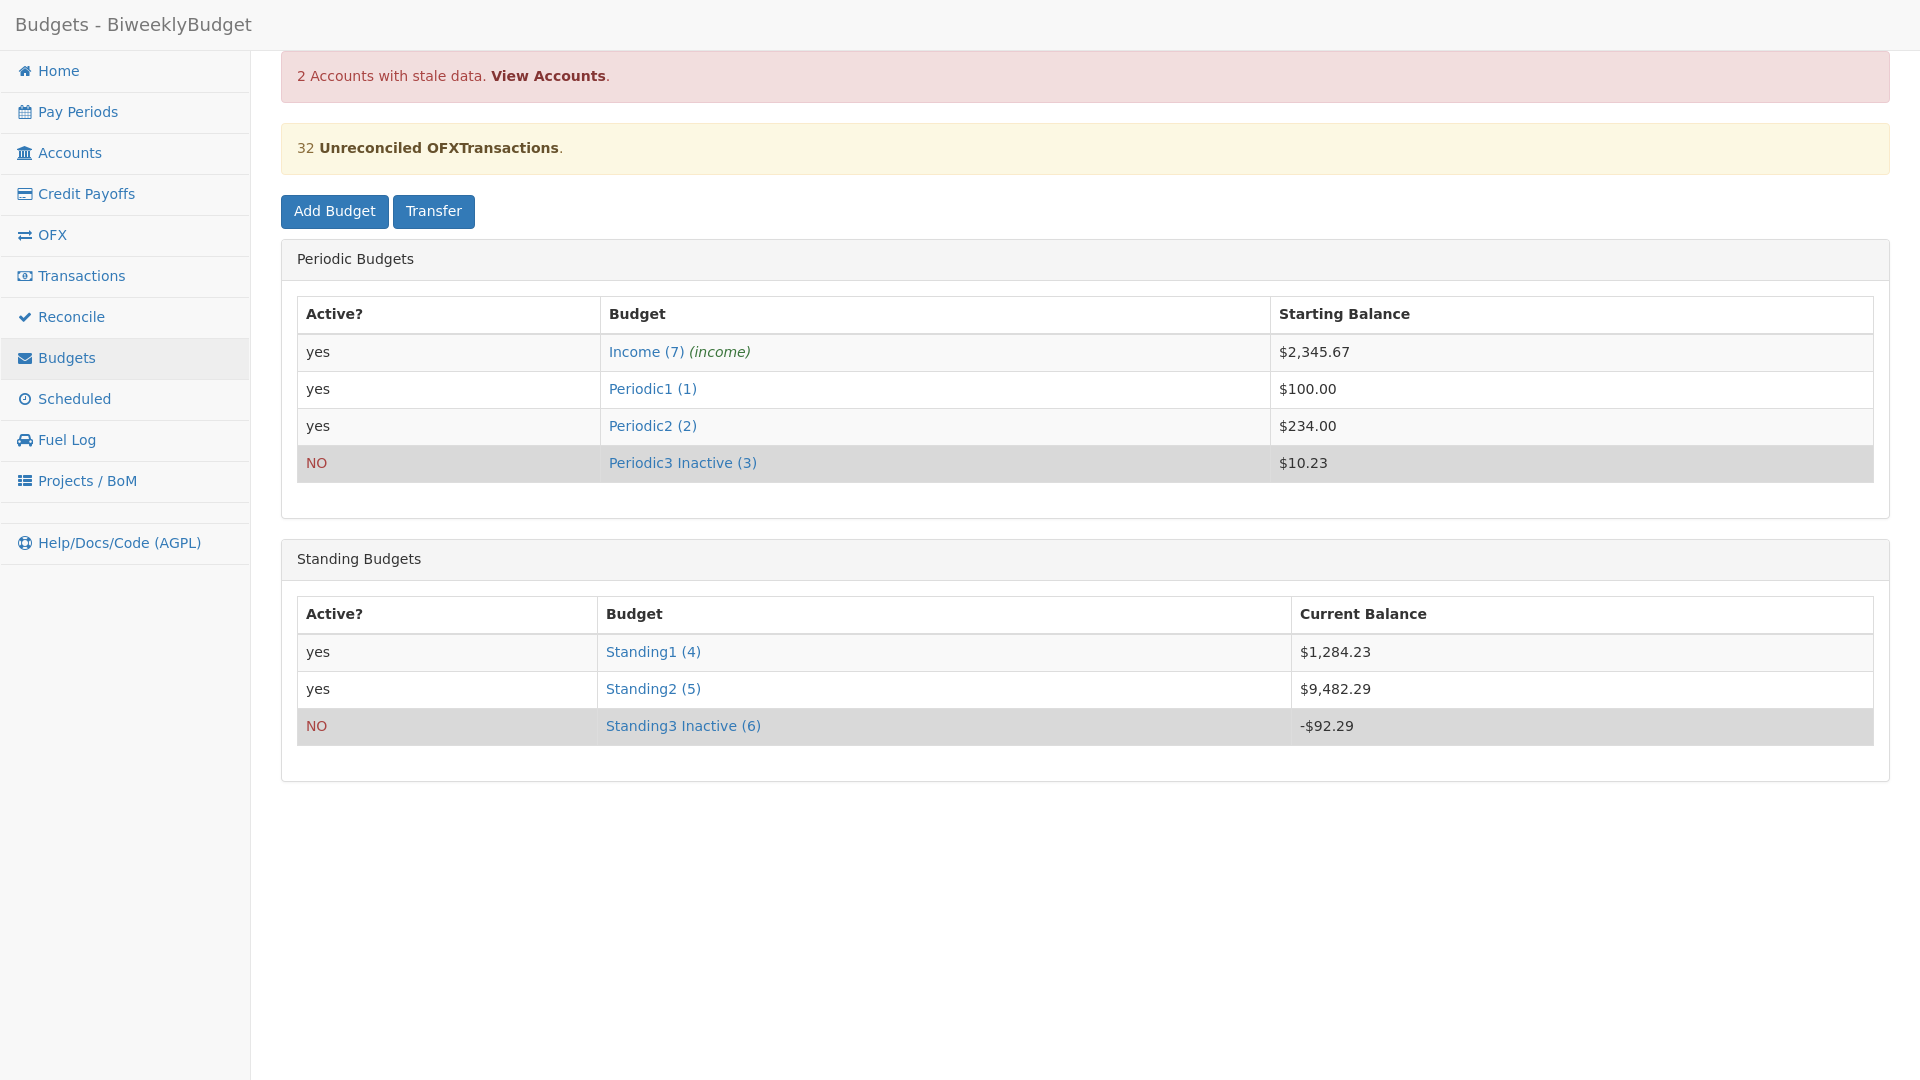 Budgets - BiweeklyBudget
Home
Pay Periods
Accounts
Credit Payoffs
OFX
Transactions
Reconcile
Budgets
Scheduled
Fuel Log
Projects / BoM
Help/Docs/Code (AGPL)
2 Accounts with stale data. View Accounts.
32 Unreconciled OFXTransactions.
Add Budget Transfer
Periodic Budgets
Active? Budget Starting Balance
yes Income (7) (income) $2,345.67
yes Periodic1 (1) $100.00
yes Periodic2 (2) $234.00
NO Periodic3 Inactive (3) $10.23
Standing Budgets
Active? Budget Current Balance
yes Standing1 (4) $1,284.23
yes Standing2 (5) $9,482.29
NO Standing3 Inactive (6) -$92.29